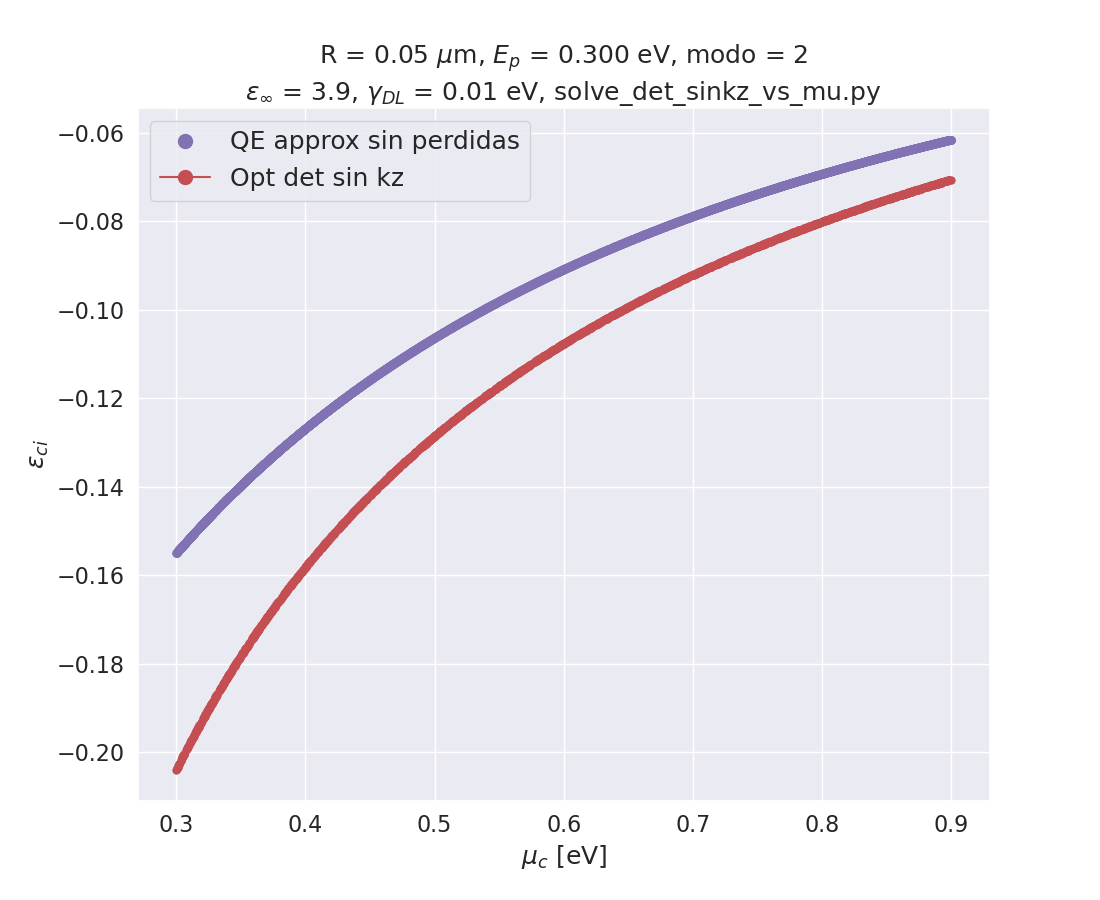 R = 0.05 μm, E_p = 0.300 eV, modo = 2
ε_∞ = 3.9, γ_DL = 0.01 eV, solve_det_sinkz_vs_mu.py
QE approx sin perdidas
Opt det sin kz
−0.06
−0.08
−0.10
−0.12
−0.14
−0.16
−0.18
−0.20
ε_ci
0.3 0.4 0.5 0.6 0.7 0.8 0.9
μ_c [eV]